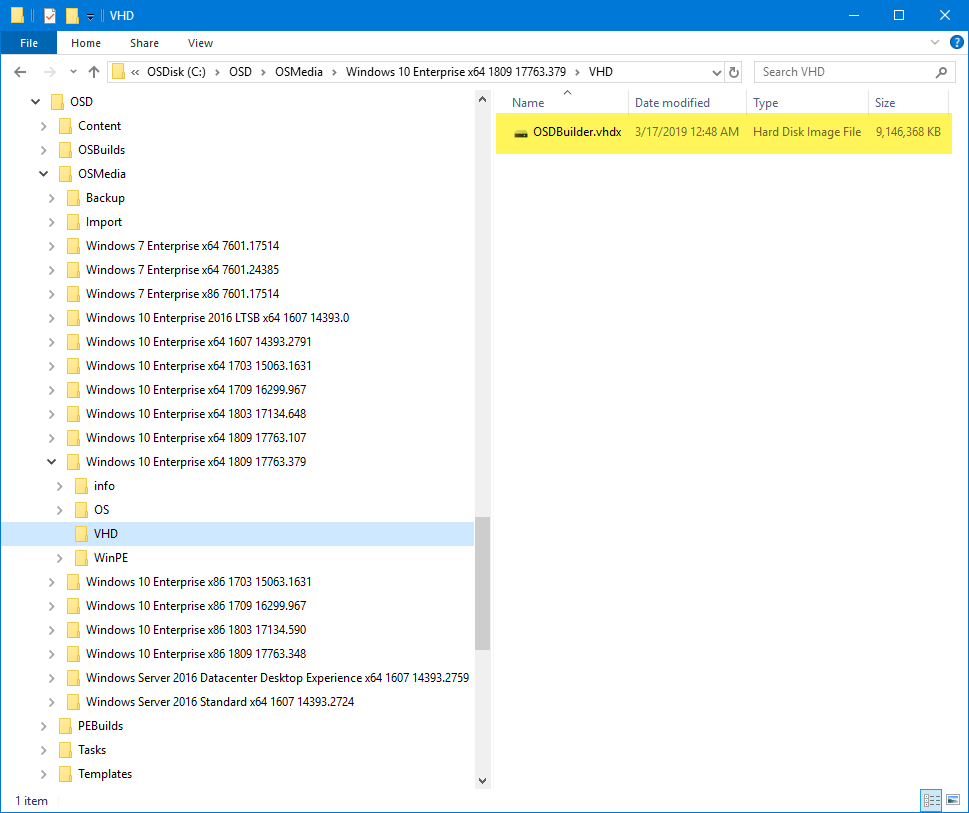 VHD
File Home Share View
« OSDisk (C:) › OSD › OSMedia › Windows 10 Enterprise x64 1809 17763.379 › VHD
Search VHD
OSD
Content
OSBuilds
OSMedia
Backup
Import
Windows 7 Enterprise x64 7601.17514
Windows 7 Enterprise x64 7601.24385
Windows 7 Enterprise x86 7601.17514
Windows 10 Enterprise 2016 LTSB x64 1607 14393.0
Windows 10 Enterprise x64 1607 14393.2791
Windows 10 Enterprise x64 1703 15063.1631
Windows 10 Enterprise x64 1709 16299.967
Windows 10 Enterprise x64 1803 17134.648
Windows 10 Enterprise x64 1809 17763.107
Windows 10 Enterprise x64 1809 17763.379
info
OS
VHD
WinPE
Windows 10 Enterprise x86 1703 15063.1631
Windows 10 Enterprise x86 1709 16299.967
Windows 10 Enterprise x86 1803 17134.590
Windows 10 Enterprise x86 1809 17763.348
Windows Server 2016 Datacenter Desktop Experience x64 1607 14393.2759
Windows Server 2016 Standard x64 1607 14393.2724
PEBuilds
Tasks
Templates
Name Date modified Type Size
OSDBuilder.vhdx 3/17/2019 12:48 AM Hard Disk Image File 9,146,368 KB
1 item